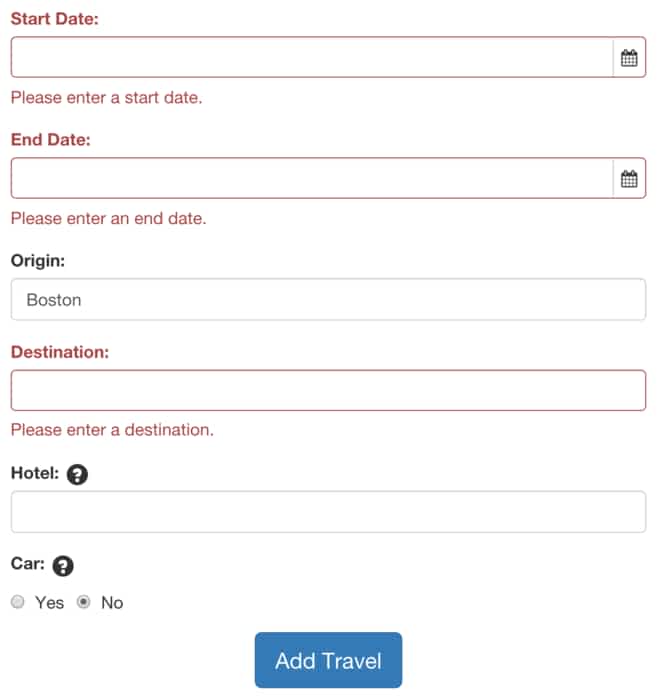 Start Date:
Please enter a start date.
End Date:
Please enter an end date.
Origin:
Boston
Destination:
Please enter a destination.
Hotel: ?
Car: ?
Yes No
Add Travel